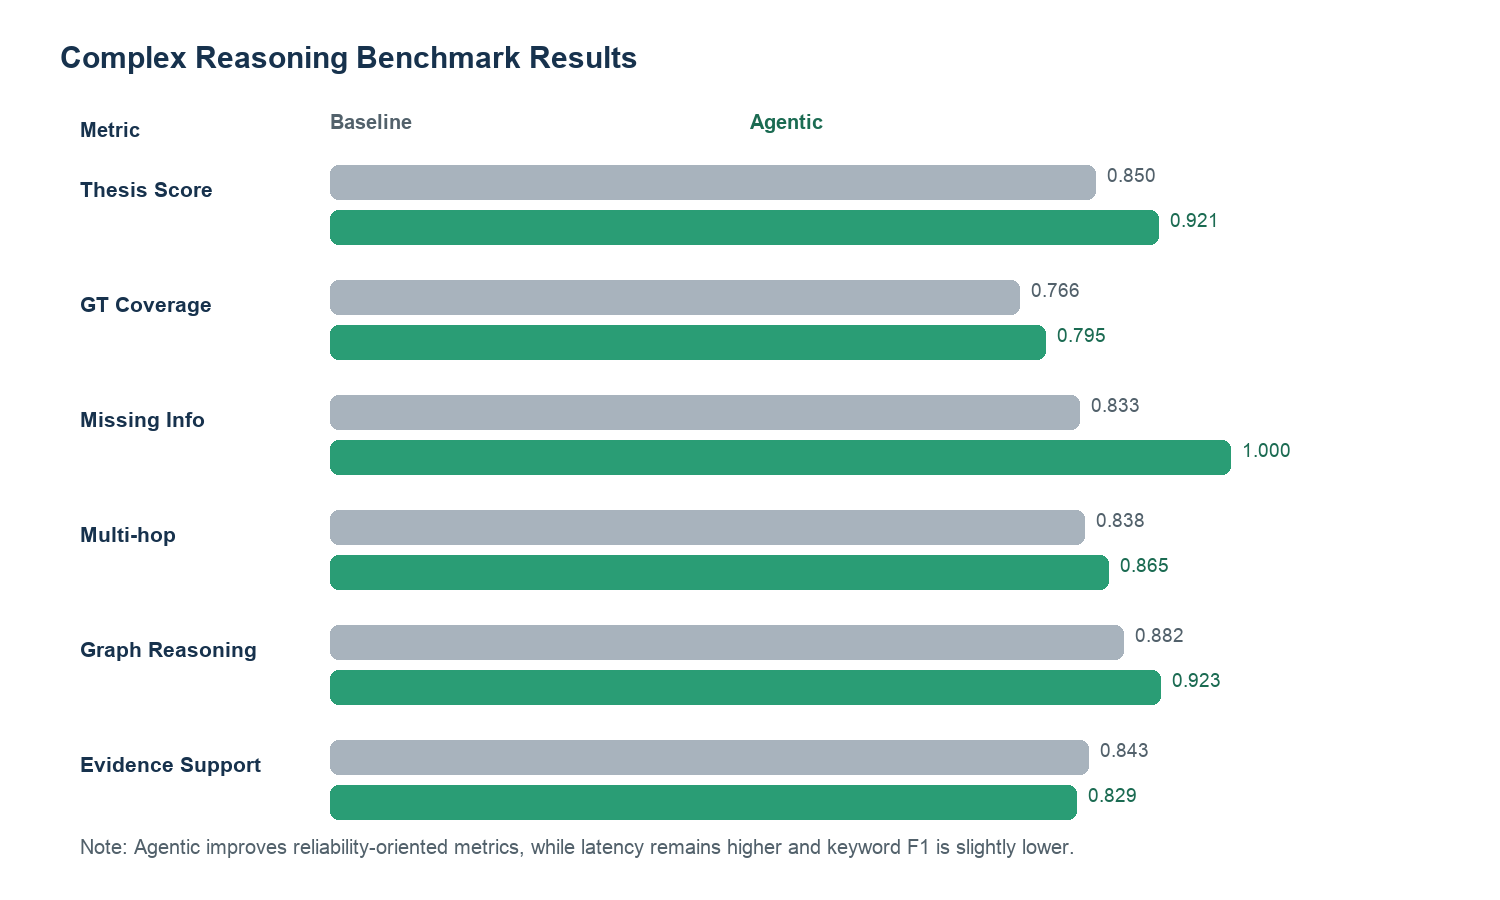 Complex Reasoning Benchmark Results
Metric
Baseline
Agentic
Thesis Score
0.850
0.921
GT Coverage
0.766
0.795
Missing Info
0.833
1.000
Multi-hop
0.838
0.865
Graph Reasoning
0.882
0.923
Evidence Support
0.843
0.829
Note: Agentic improves reliability-oriented metrics, while latency remains higher and keyword F1 is slightly lower.